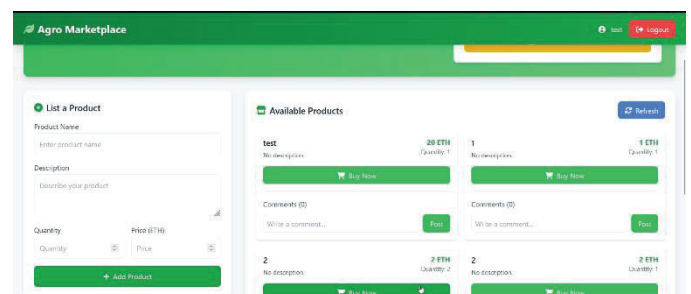 Agro Marketplace
test
Logout
List a Product
Product Name
Enter product name
Description
Describe your product
Quantity
Price (ETH)
Quantity
Price
+ Add Product
Available Products
Refresh
test
20 ETH
No description
Quantity: 1
Buy Now
Comments (0)
Write a comment...
Post
1
1 ETH
No description
Quantity: 1
Buy Now
Comments (0)
Write a comment...
Post
2
2 ETH
No description
Quantity: 2
Buy Now
2
2 ETH
No description
Quantity: 1
Buy Now